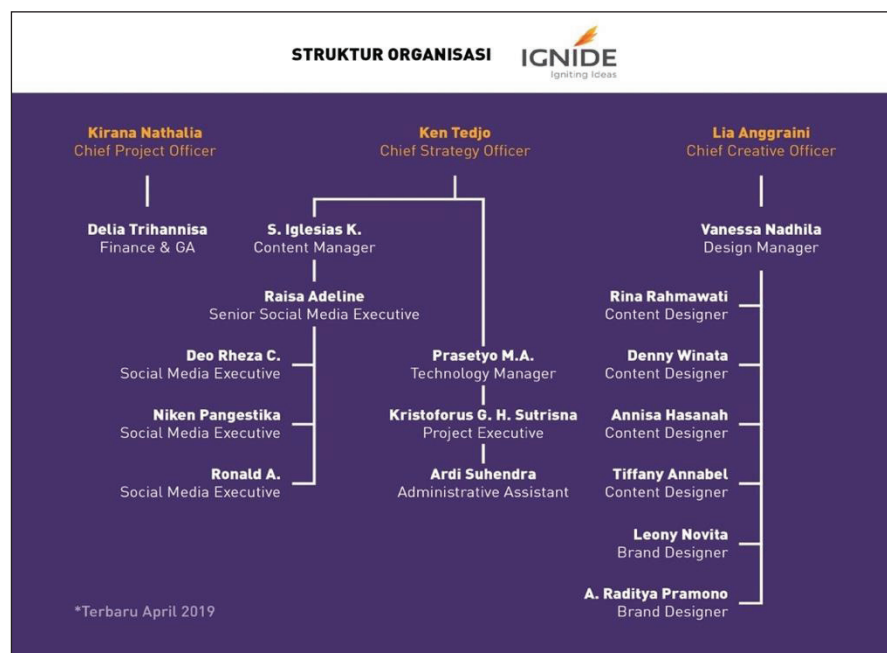 STRUKTUR ORGANISASI
IGNIDE
Igniting Ideas
Kirana Nathalia
Chief Project Officer
Delia Trihannisa
Finance & GA
Ken Tedjo
Chief Strategy Officer
S. Iglesias K.
Content Manager
Raisa Adeline
Senior Social Media Executive
Deo Rheza C.
Social Media Executive
Niken Pangestika
Social Media Executive
Ronald A.
Social Media Executive
Prasetyo M.A.
Technology Manager
Kristoforus G. H. Sutrisna
Project Executive
Ardi Suhendra
Administrative Assistant
Lia Anggraini
Chief Creative Officer
Vanessa Nadhila
Design Manager
Rina Rahmawati
Content Designer
Denny Winata
Content Designer
Annisa Hasanah
Content Designer
Tiffany Annabel
Content Designer
Leony Novita
Brand Designer
A. Raditya Pramono
Brand Designer
*Terbaru April 2019